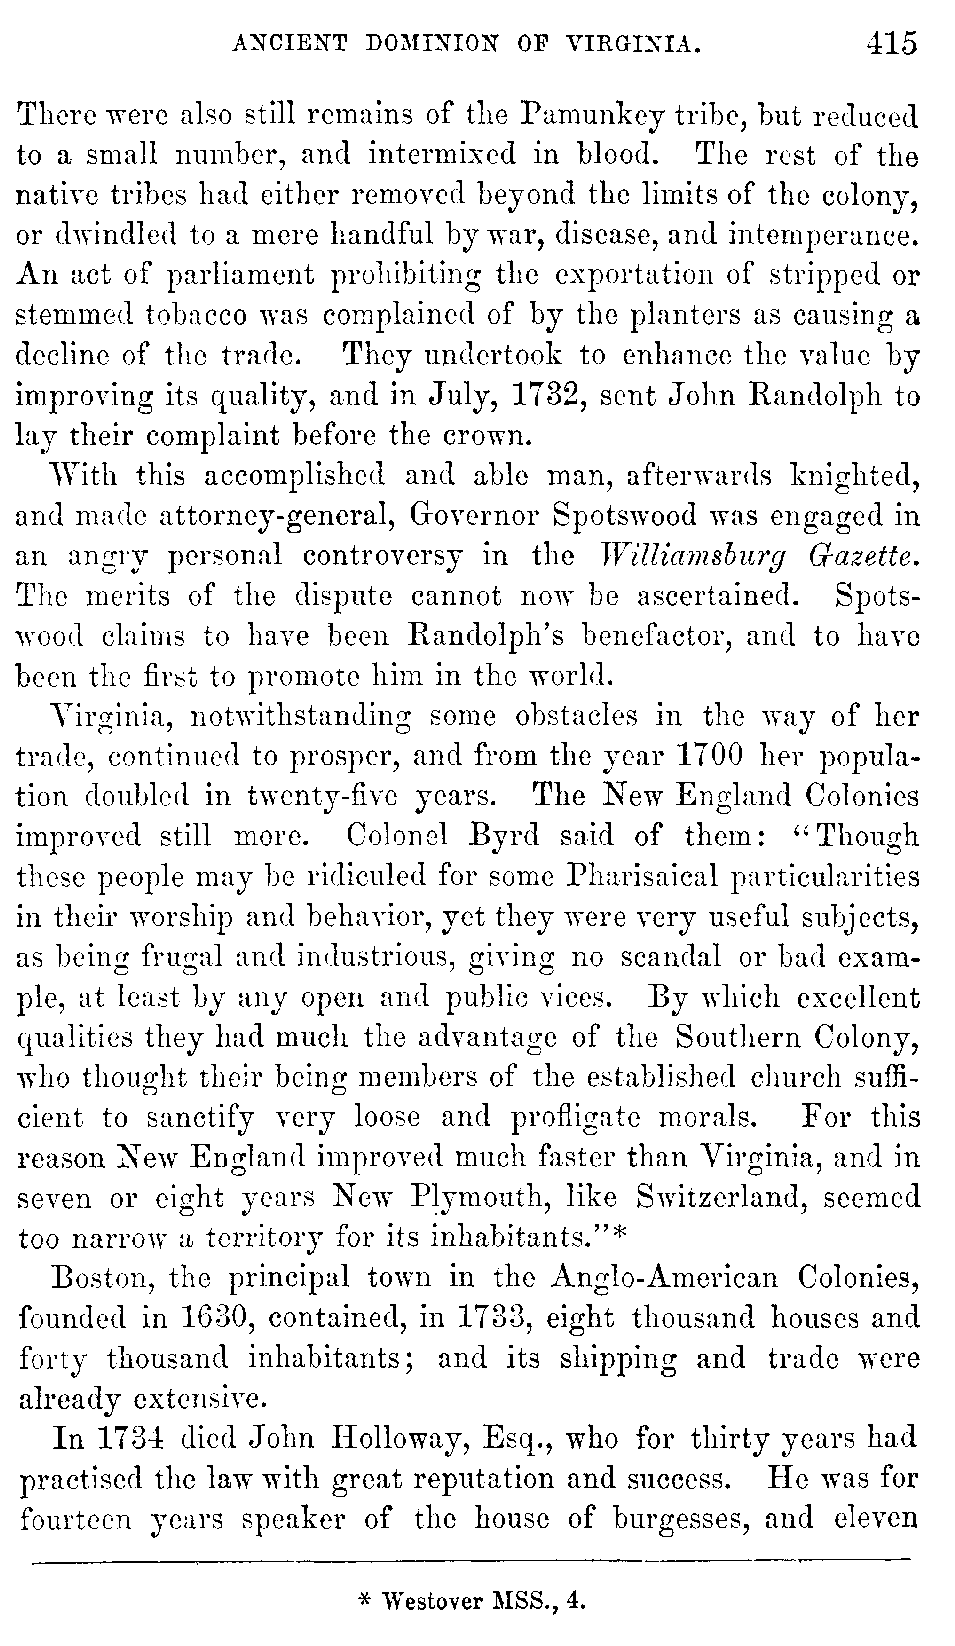 ANCIENT DOMINION OF VIRGINIA. 415
There were also still remains of the Pamunkey tribe, but reduced
to a small number, and intermixed in blood. The rest of the
native tribes had either removed beyond the limits of the colony,
or dwindled to a mere handful by war, disease, and intemperance.
An act of parliament prohibiting the exportation of stripped or
stemmed tobacco was complained of by the planters as causing a
decline of the trade. They undertook to enhance the value by
improving its quality, and in July, 1732, sent John Randolph to
lay their complaint before the crown.
With this accomplished and able man, afterwards knighted,
and made attorney-general, Governor Spotswood was engaged in
an angry personal controversy in the Williamsburg Gazette.
The merits of the dispute cannot now be ascertained. Spots-
wood claims to have been Randolph's benefactor, and to have
been the first to promote him in the world.
Virginia, notwithstanding some obstacles in the way of her
trade, continued to prosper, and from the year 1700 her popula-
tion doubled in twenty-five years. The New England Colonies
improved still more. Colonel Byrd said of them: "Though
these people may be ridiculed for some Pharisaical particularities
in their worship and behavior, yet they were very useful subjects,
as being frugal and industrious, giving no scandal or bad exam-
ple, at least by any open and public vices. By which excellent
qualities they had much the advantage of the Southern Colony,
who thought their being members of the established church suffi-
cient to sanctify very loose and profligate morals. For this
reason New England improved much faster than Virginia, and in
seven or eight years New Plymouth, like Switzerland, seemed
too narrow a territory for its inhabitants."*
Boston, the principal town in the Anglo-American Colonies,
founded in 1630, contained, in 1733, eight thousand houses and
forty thousand inhabitants; and its shipping and trade were
already extensive.
In 1734 died John Holloway, Esq., who for thirty years had
practised the law with great reputation and success. He was for
fourteen years speaker of the house of burgesses, and eleven
* Westover MSS., 4.